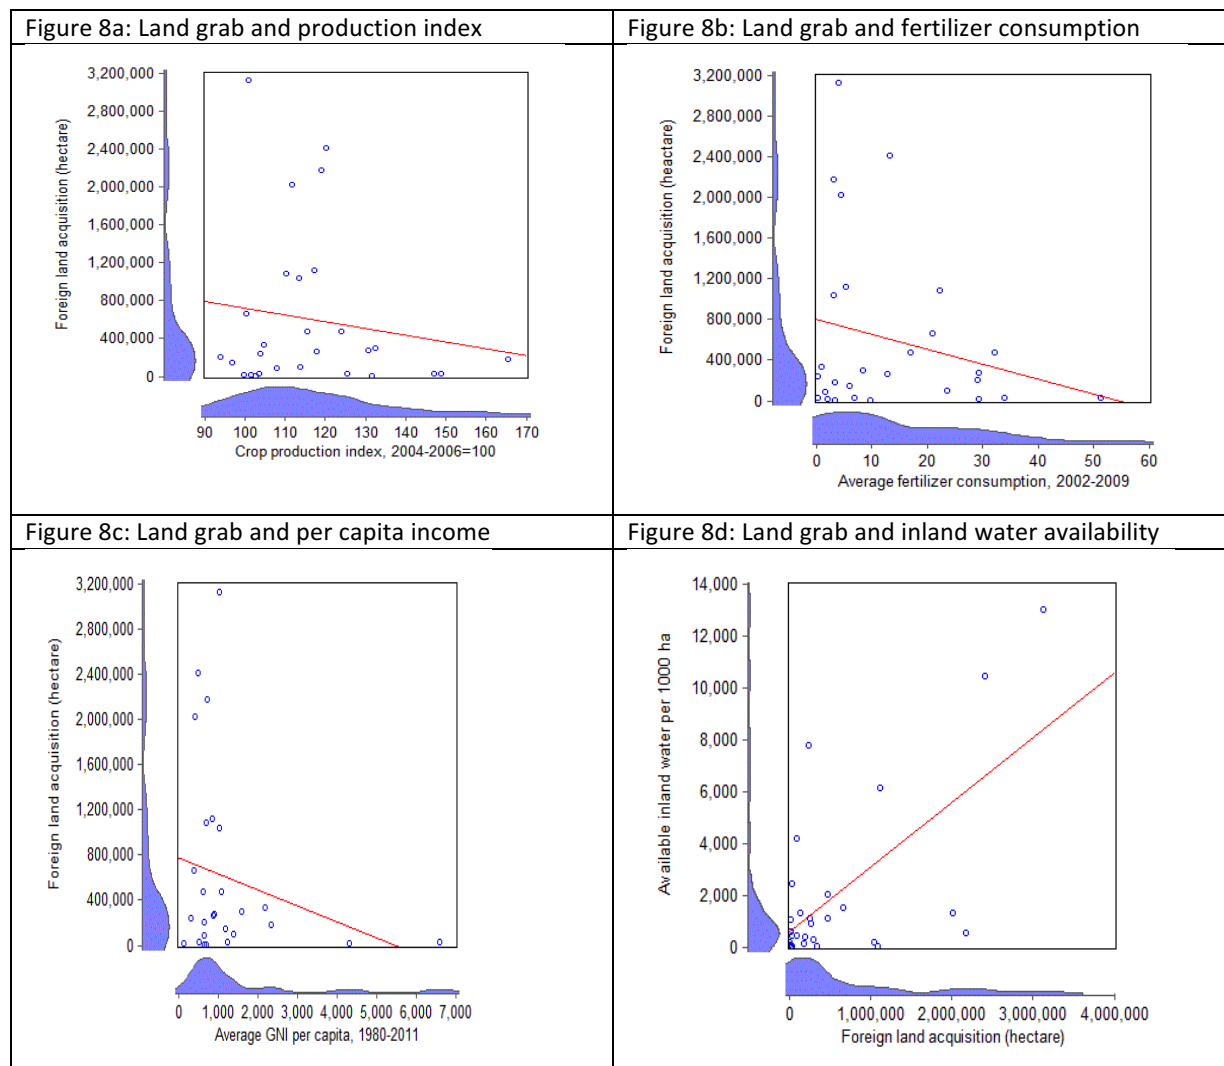 Figure 8a: Land grab and production index
Foreign land acquisition (hectare)
3,200,000
2,800,000
2,400,000
2,000,000
1,600,000
1,200,000
800,000
400,000
0
90 100 110 120 130 140 150 160 170
Crop production index, 2004-2006=100
Figure 8b: Land grab and fertilizer consumption
Foreign land acquisition (heactare)
3,200,000
2,800,000
2,400,000
2,000,000
1,600,000
1,200,000
800,000
400,000
0
0 10 20 30 40 50 60
Average fertilizer consumption, 2002-2009
Figure 8c: Land grab and per capita income
Foreign land acquisition (hectare)
3,200,000
2,800,000
2,400,000
2,000,000
1,600,000
1,200,000
800,000
400,000
0
0 1,000 2,000 3,000 4,000 5,000 6,000 7,000
Average GNI per capita, 1980-2011
Figure 8d: Land grab and inland water availability
Available inland water per 1000 ha
14,000
12,000
10,000
8,000
6,000
4,000
2,000
0
0 1,000,000 2,000,000 3,000,000 4,000,000
Foreign land acquisition (hectare)